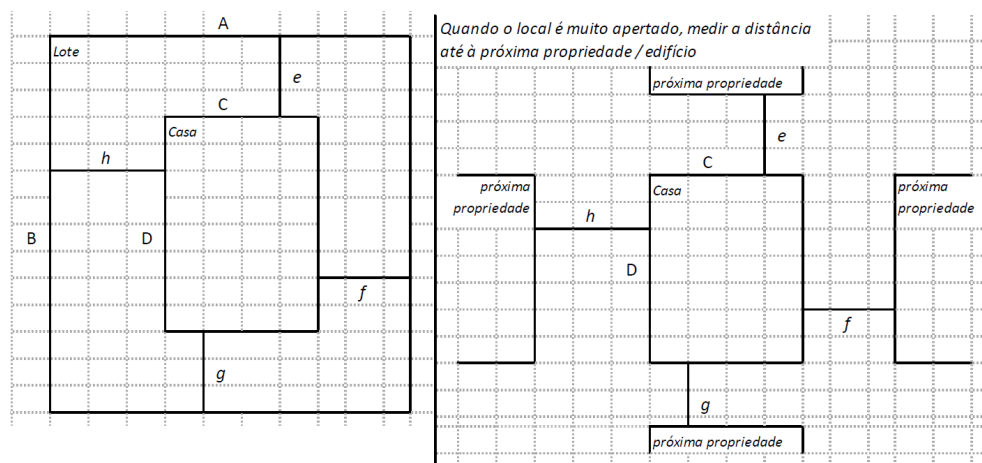 A
Lote
e
C
Casa
h
B
D
f
g
Quando o local é muito apertado, medir a distância
até à próxima propriedade / edifício
próxima propriedade
e
C
próxima
propriedade
Casa
próxima
propriedade
h
D
f
g
próxima propriedade